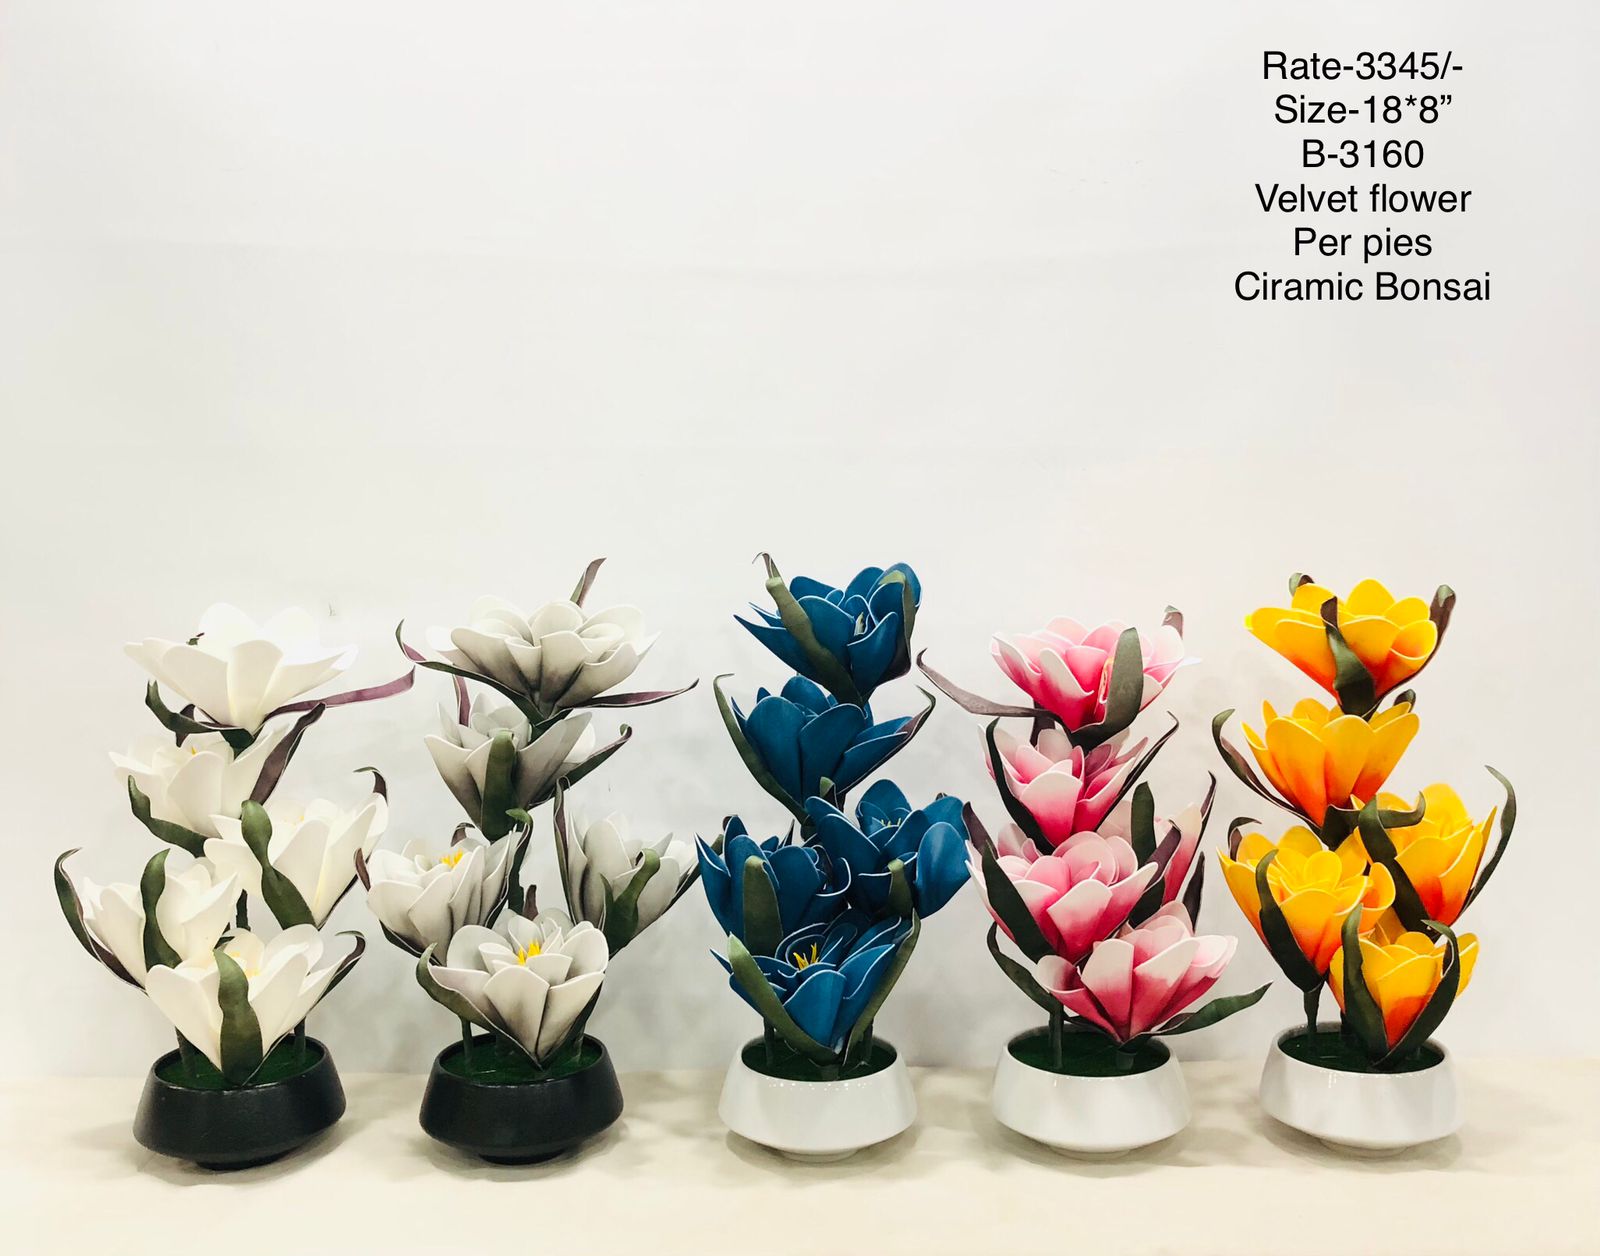 Rate-3345/-
Size-18*8”
B-3160
Velvet flower
Per pies
Ciramic Bonsai